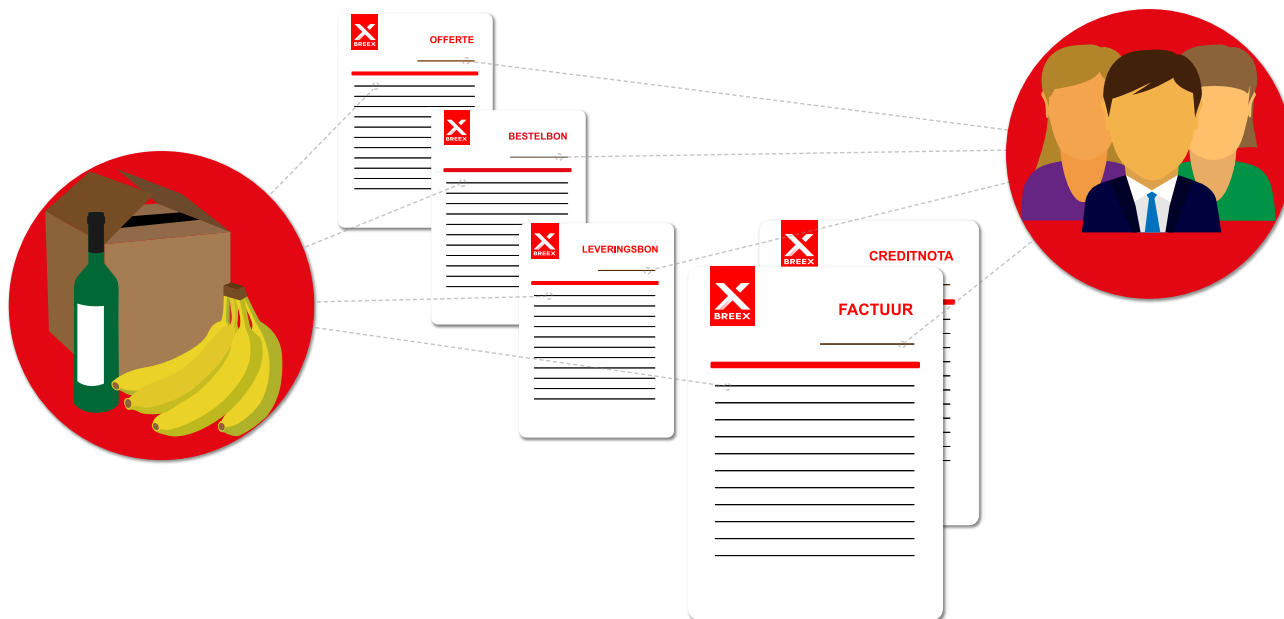 BREEX
OFFERTE
BREEX
BESTELBON
BREEX
LEVERINGSBON
BREEX
CREDITNOTA
BREEX
FACTUUR